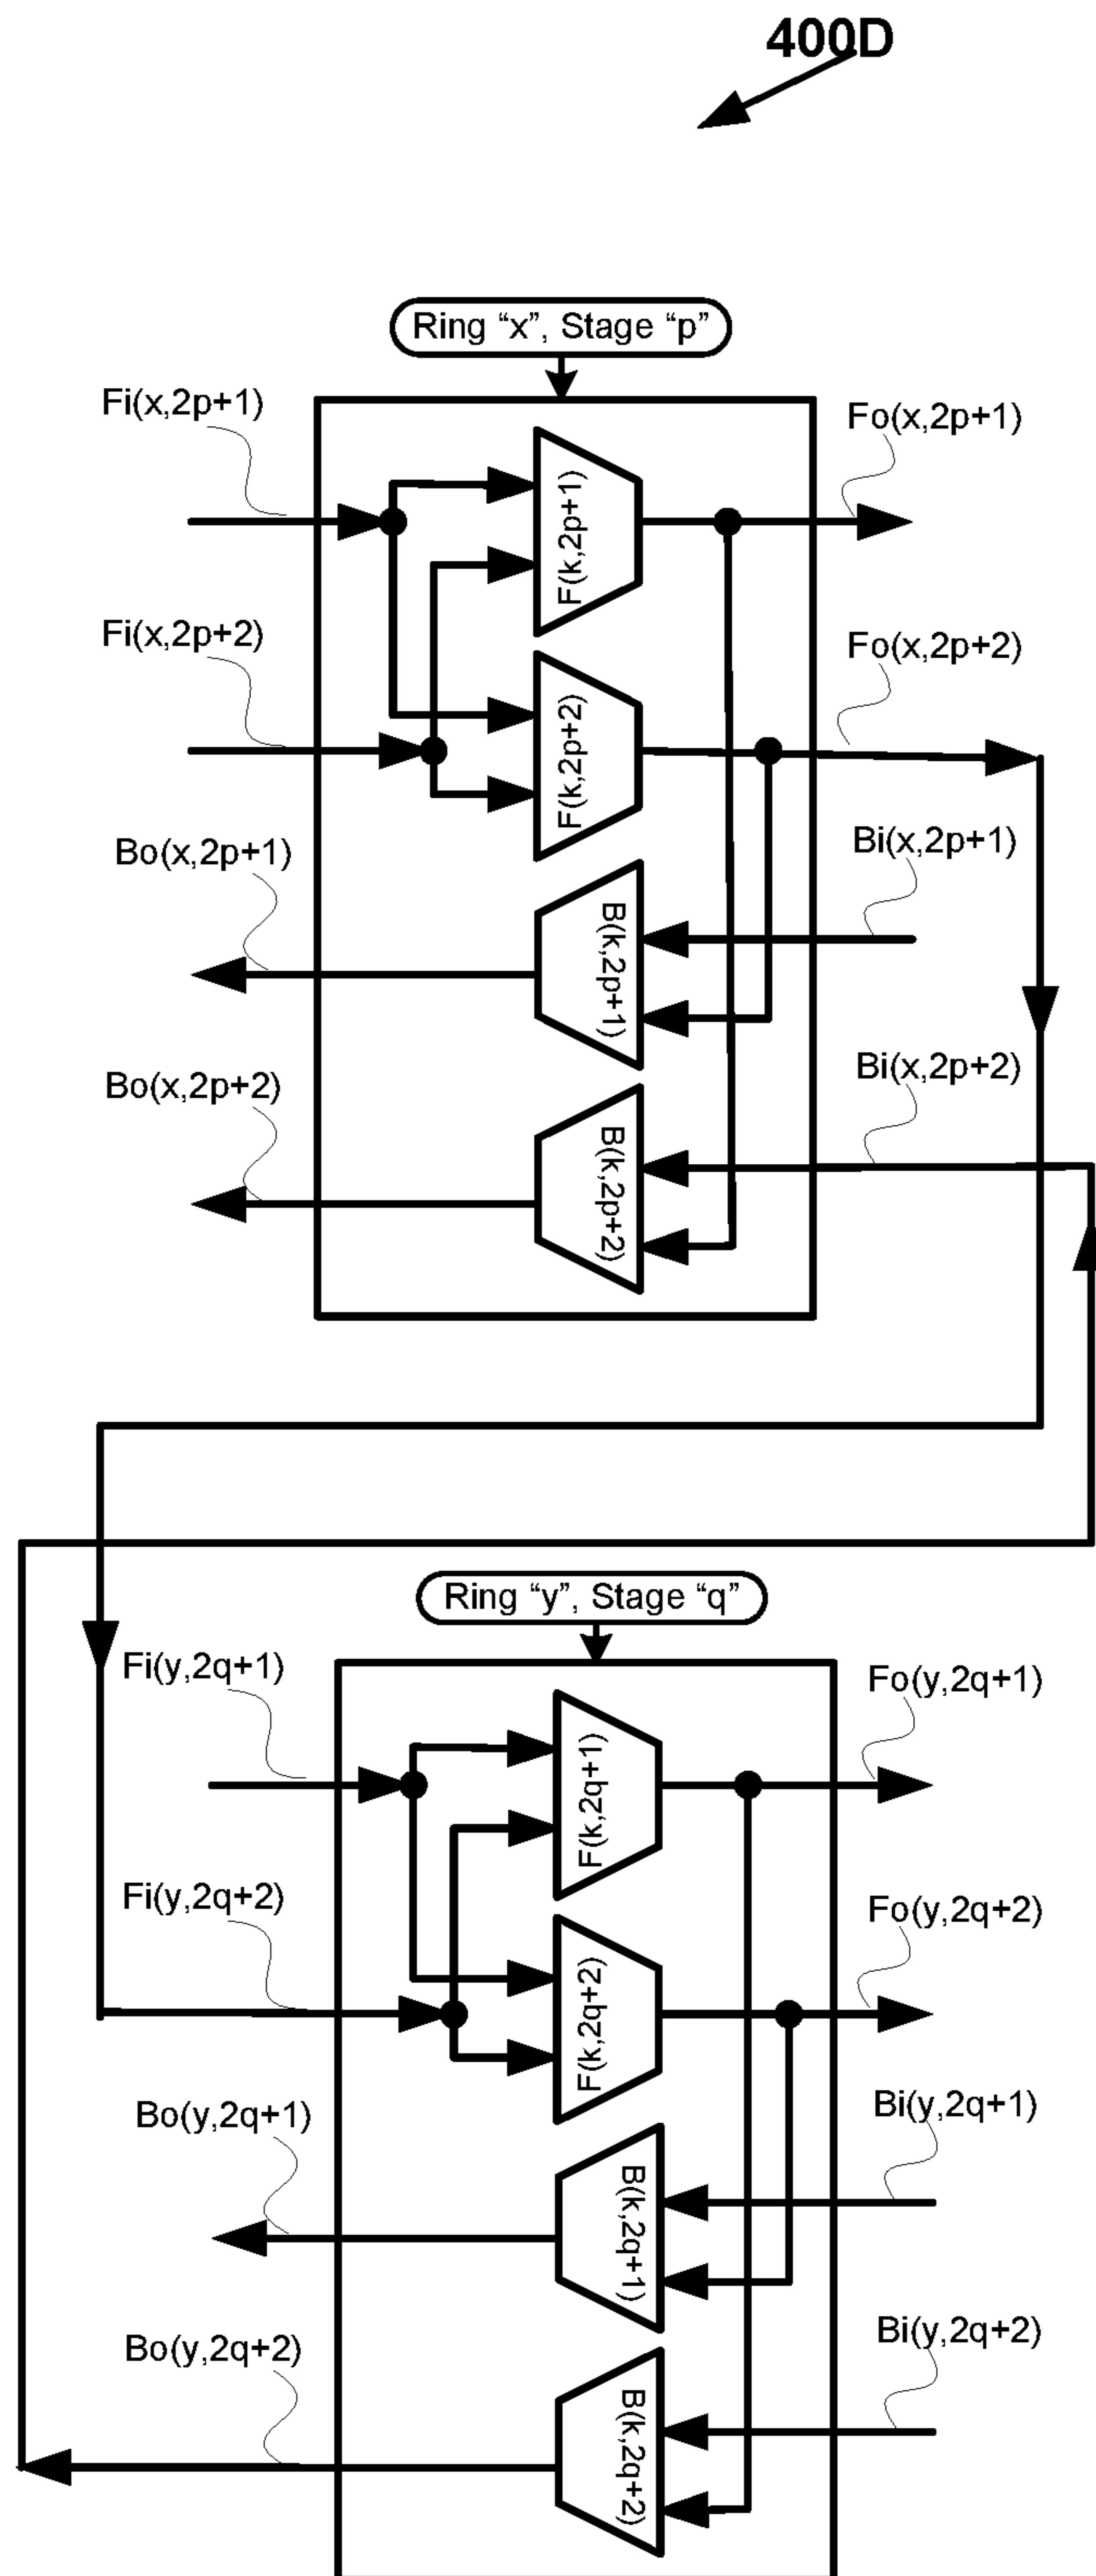 400D
Ring “x”, Stage “p”
Fi(x,2p+1)
Fo(x,2p+1)
F(k,2p+1)
Fi(x,2p+2)
Fo(x,2p+2)
F(k,2p+2)
Bo(x,2p+1)
Bi(x,2p+1)
B(k,2p+1)
Bo(x,2p+2)
Bi(x,2p+2)
B(k,2p+2)
Ring “y”, Stage “q”
Fi(y,2q+1)
Fo(y,2q+1)
F(k,2q+1)
Fi(y,2q+2)
Fo(y,2q+2)
F(k,2q+2)
Bo(y,2q+1)
Bi(y,2q+1)
B(k,2q+1)
Bo(y,2q+2)
Bi(y,2q+2)
B(k,2q+2)